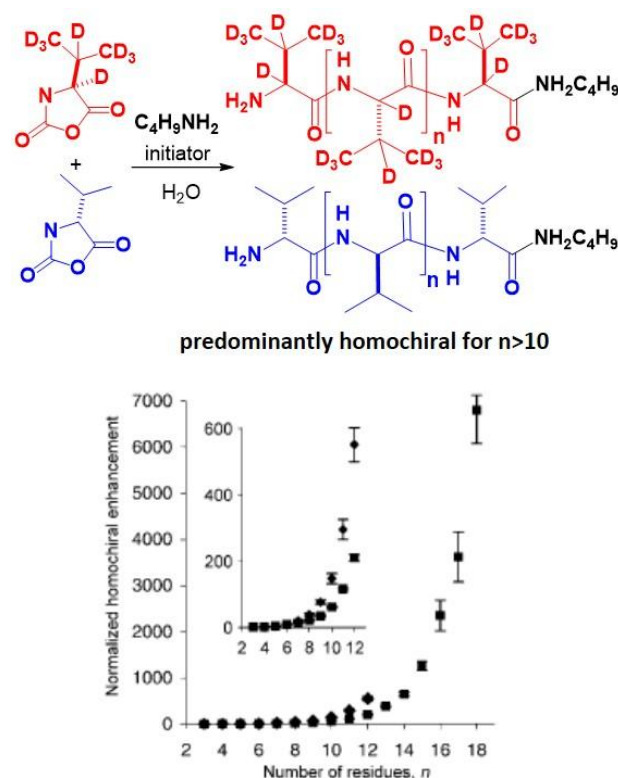 D
D3C CD3
D
N
O
O
O
+
N
O
O
O
C4H9NH2
initiator
H2O
D D
D3C CD3 D3C CD3
D H O D
N NH2C4H9
H2N D N
O n H O
D3C CD3
D
H O
N NH2C4H9
H2N N
O n H O
predominantly homochiral for n>10
Normalized homochiral enhancement
7000
6000
5000
4000
3000
2000
1000
0
600
400
200
0
2 4 6 8 10 12
2 4 6 8 10 12 14 16 18
Number of residues, n